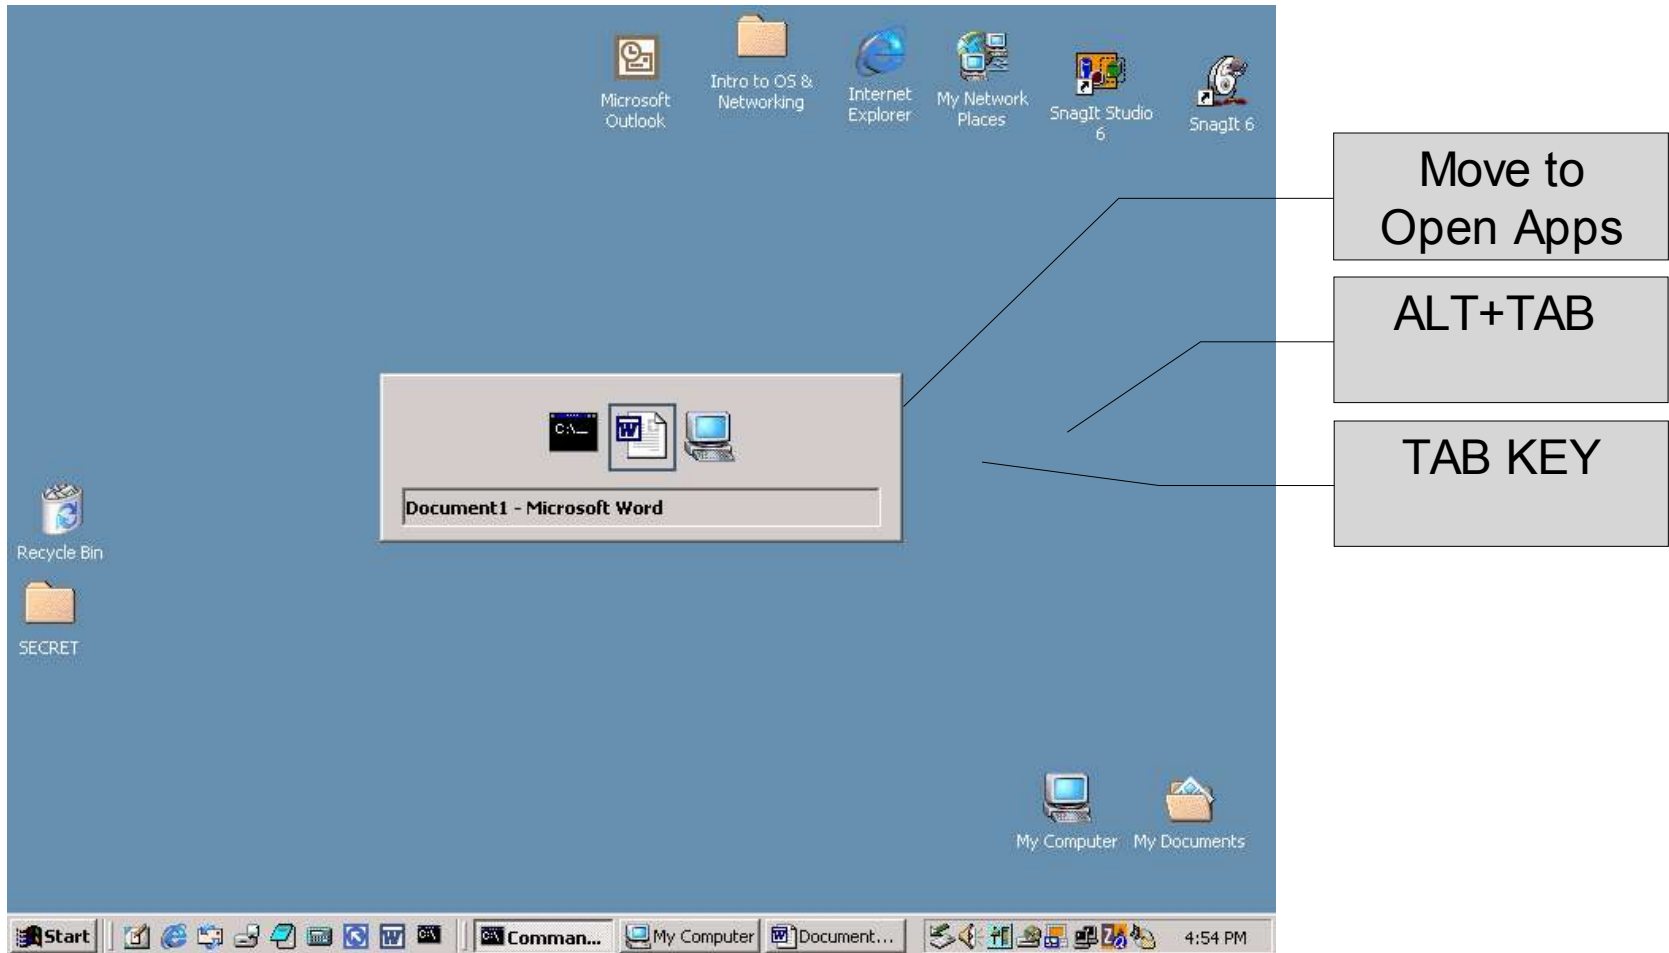 Microsoft
Outlook
Intro to OS &
Networking
Internet
Explorer
My Network
Places
SnagIt Studio
6
SnagIt 6
Move to
Open Apps
ALT+TAB
TAB KEY
C:\_
W
Document1 - Microsoft Word
Recycle Bin
SECRET
My Computer
My Documents
Start
W
Comman...
My Computer
Document...
4:54 PM